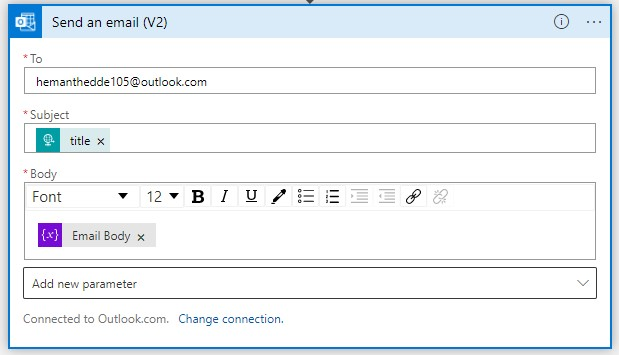 Send an email (V2)
* To
hemanthedde105@outlook.com
* Subject
title ×
* Body
Font 12 B I U
{x} Email Body ×
Add new parameter
Connected to Outlook.com. Change connection.